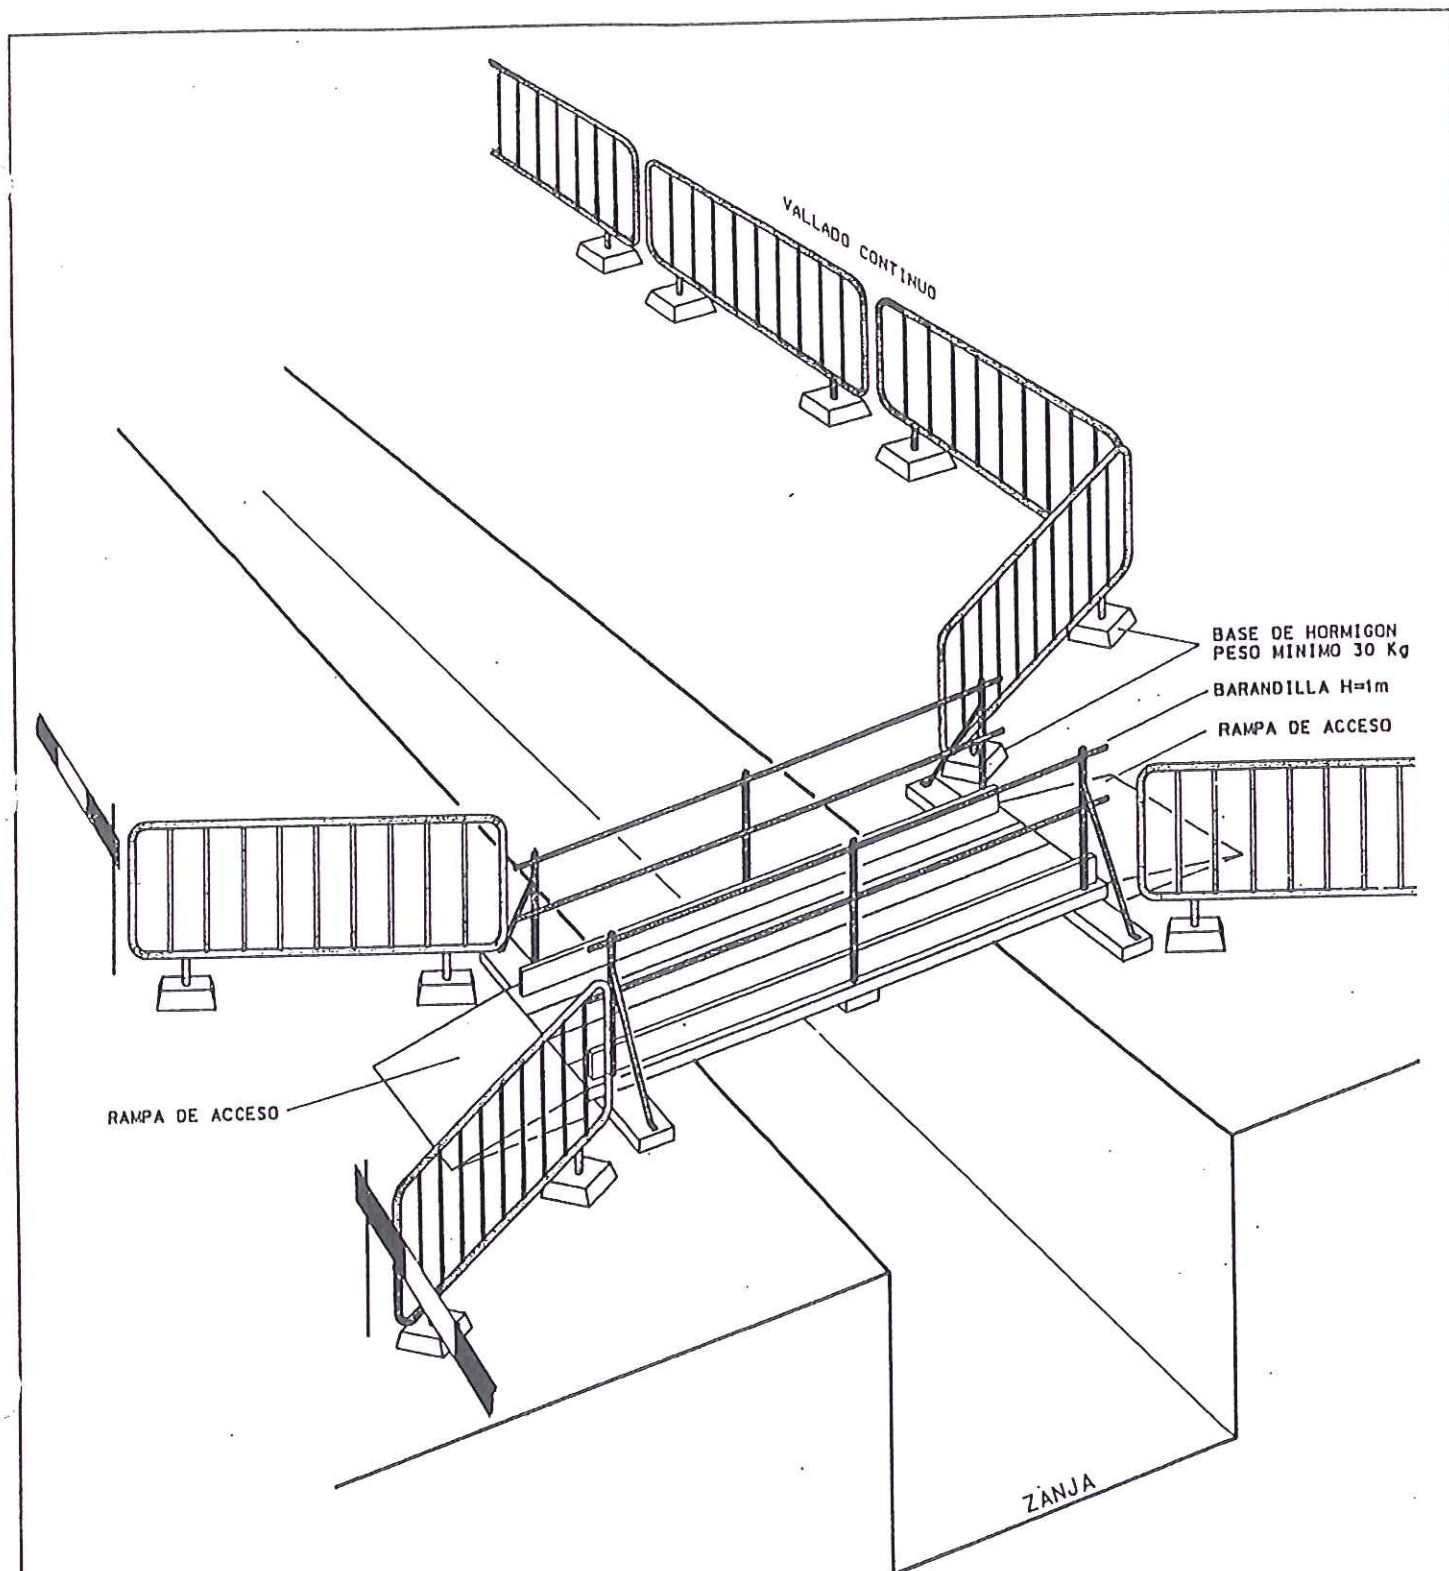 VALLADO CONTINUO
BASE DE HORMIGON
PESO MINIMO 30 Kg
BARANDILLA H=1m
RAMPA DE ACCESO
RAMPA DE ACCESO
ZANJA